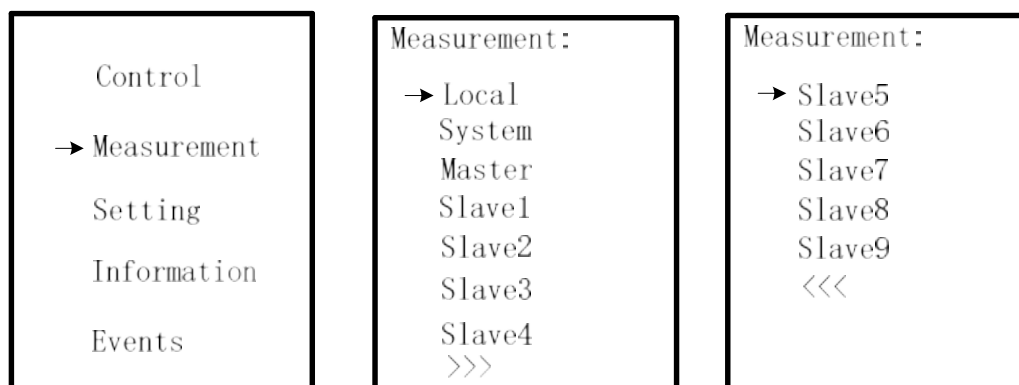 Control
Measurement
Setting
Information
Events
Measurement:
Local
System
Master
Slave1
Slave2
Slave3
Slave4
>>>
Measurement:
Slave5
Slave6
Slave7
Slave8
Slave9
<<<